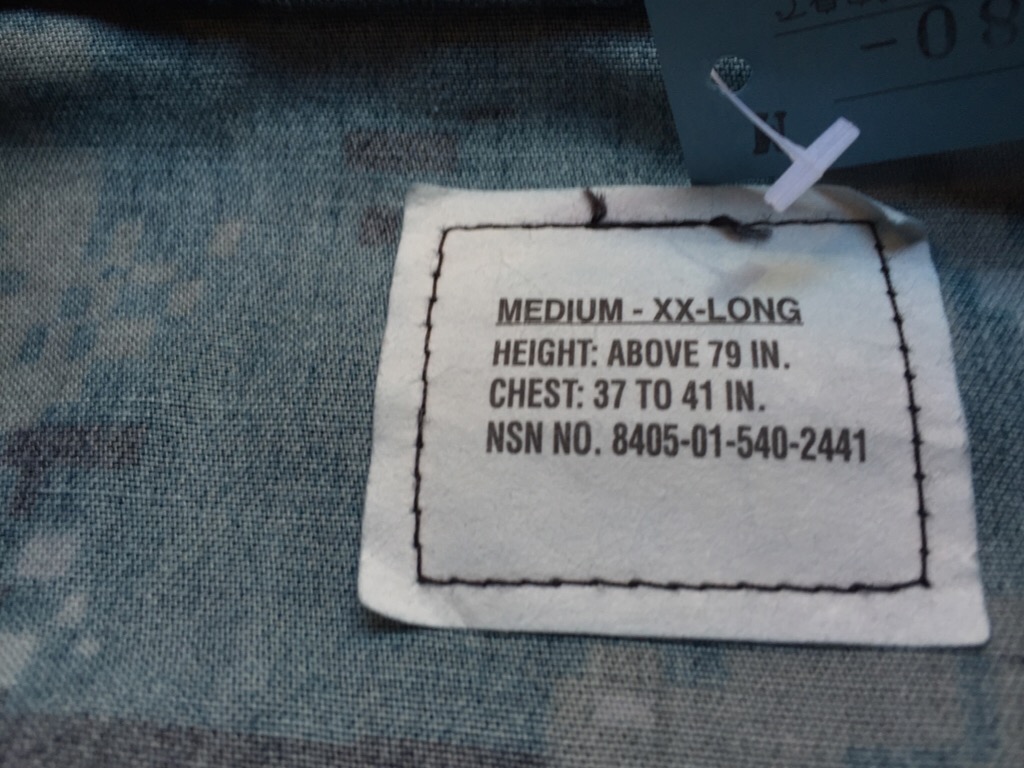 -08
MEDIUM - XX-LONG
HEIGHT: ABOVE 79 IN.
CHEST: 37 TO 41 IN.
NSN NO. 8405-01-540-2441